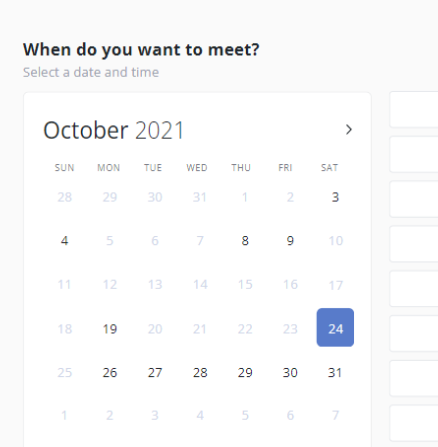 When do you want to meet?
Select a date and time
October 2021 >
SUN MON TUE WED THU FRI SAT
28 29 30 31 1 2 3
4 5 6 7 8 9 10
11 12 13 14 15 16 17
18 19 20 21 22 23 24
25 26 27 28 29 30 31
1 2 3 4 5 6 7